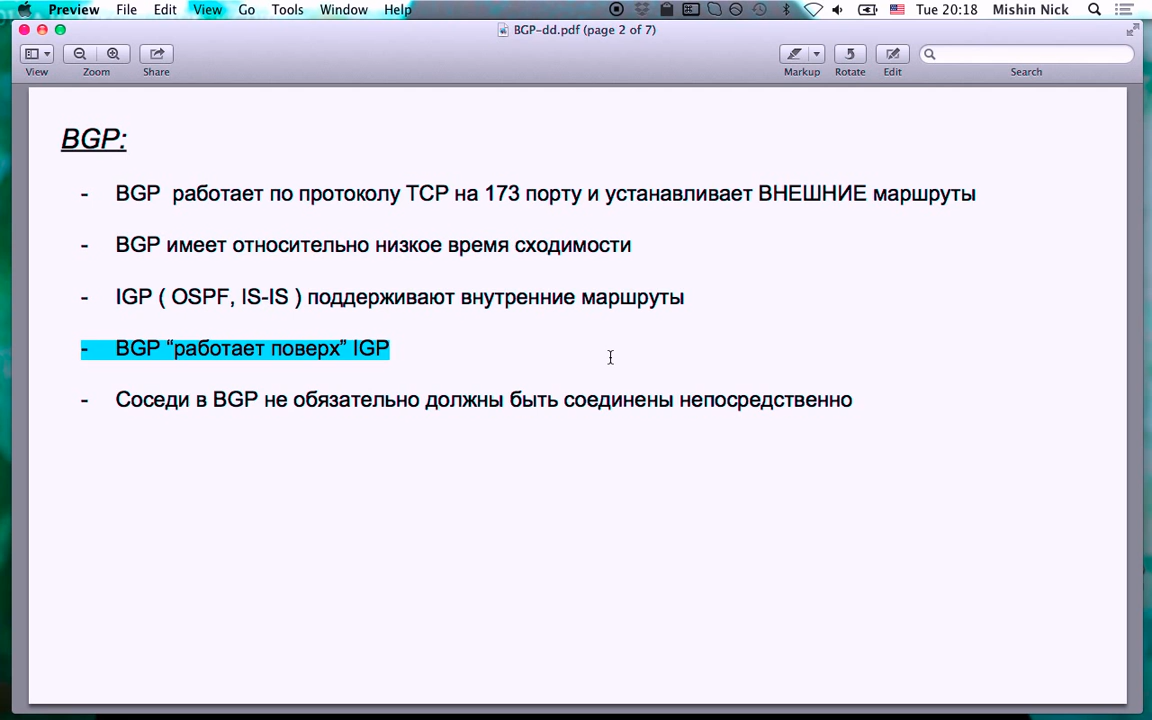 Preview File Edit View Go Tools Window Help Tue 20:18 Mishin Nick
BGP-dd.pdf (page 2 of 7)
View Zoom Share Markup Rotate Edit Search
BGP:
- BGP работает по протоколу TCP на 173 порту и устанавливает ВНЕШНИЕ маршруты
- BGP имеет относительно низкое время сходимости
- IGP ( OSPF, IS-IS ) поддерживают внутренние маршруты
- BGP “работает поверх” IGP
- Соседи в BGP не обязательно должны быть соединены непосредственно